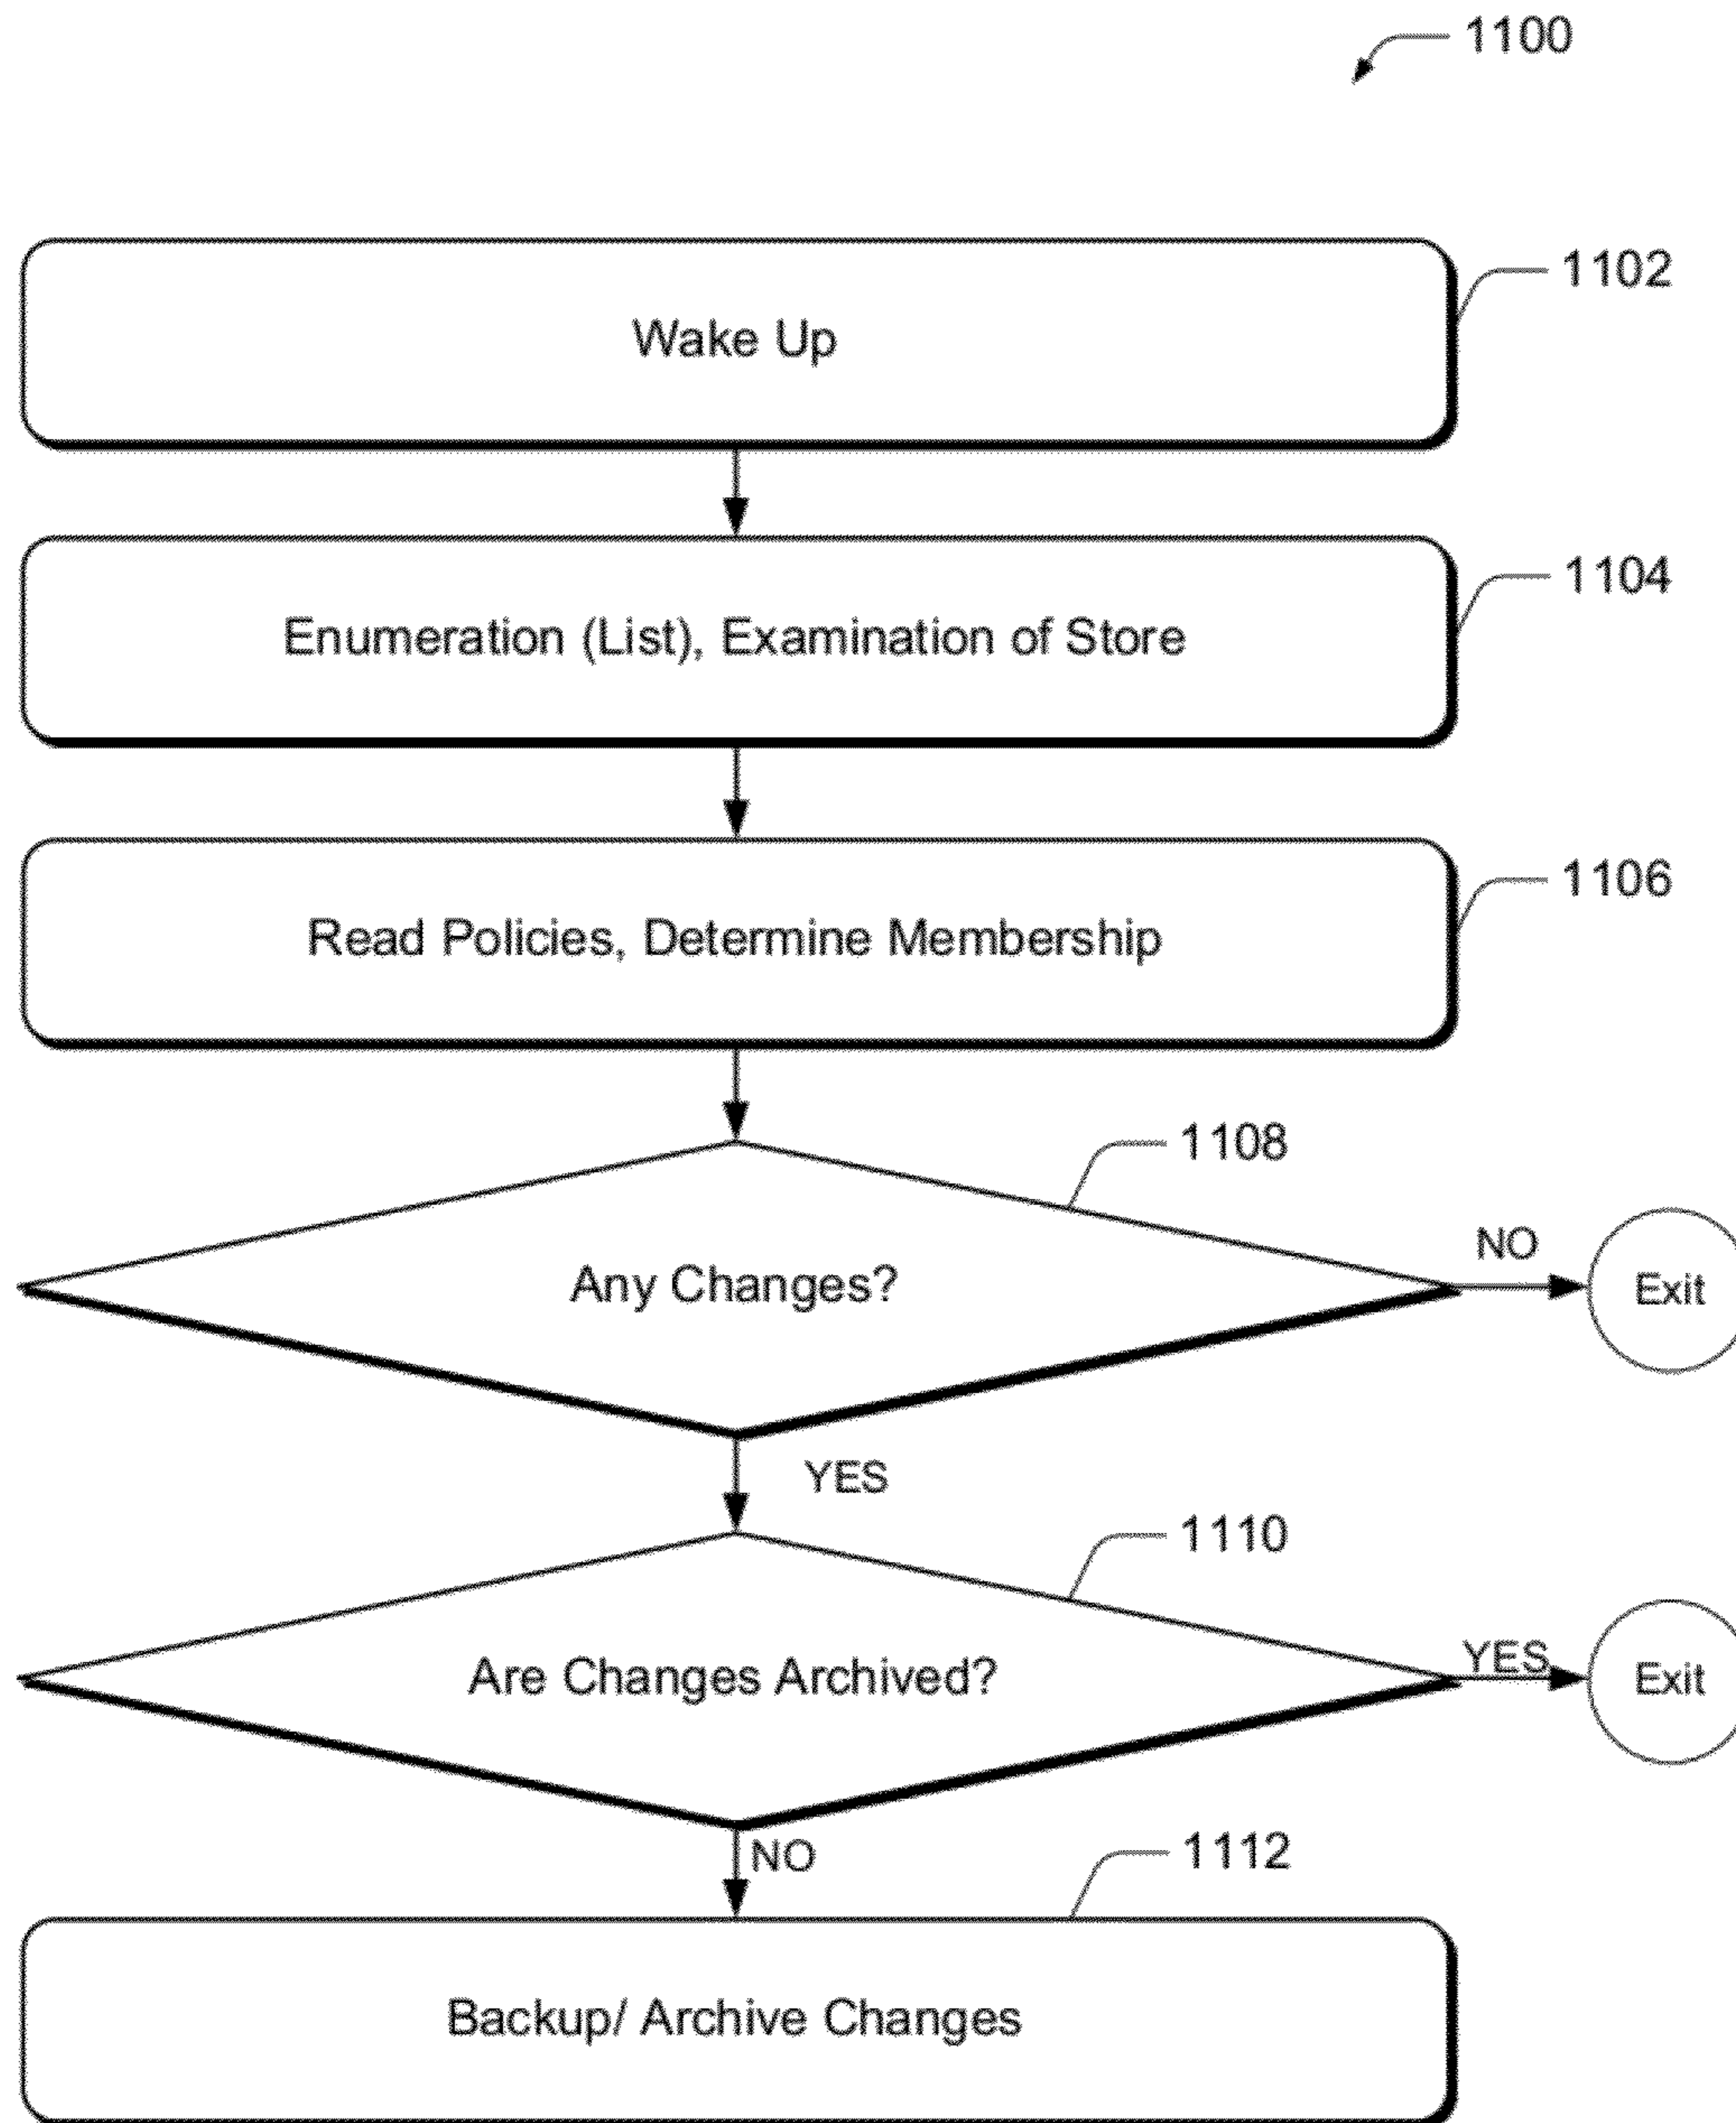 1100
Wake Up
1102
Enumeration (List), Examination of Store
1104
Read Policies, Determine Membership
1106
1108
Any Changes?
NO
Exit
YES
1110
Are Changes Archived?
YES
Exit
NO
1112
Backup/ Archive Changes